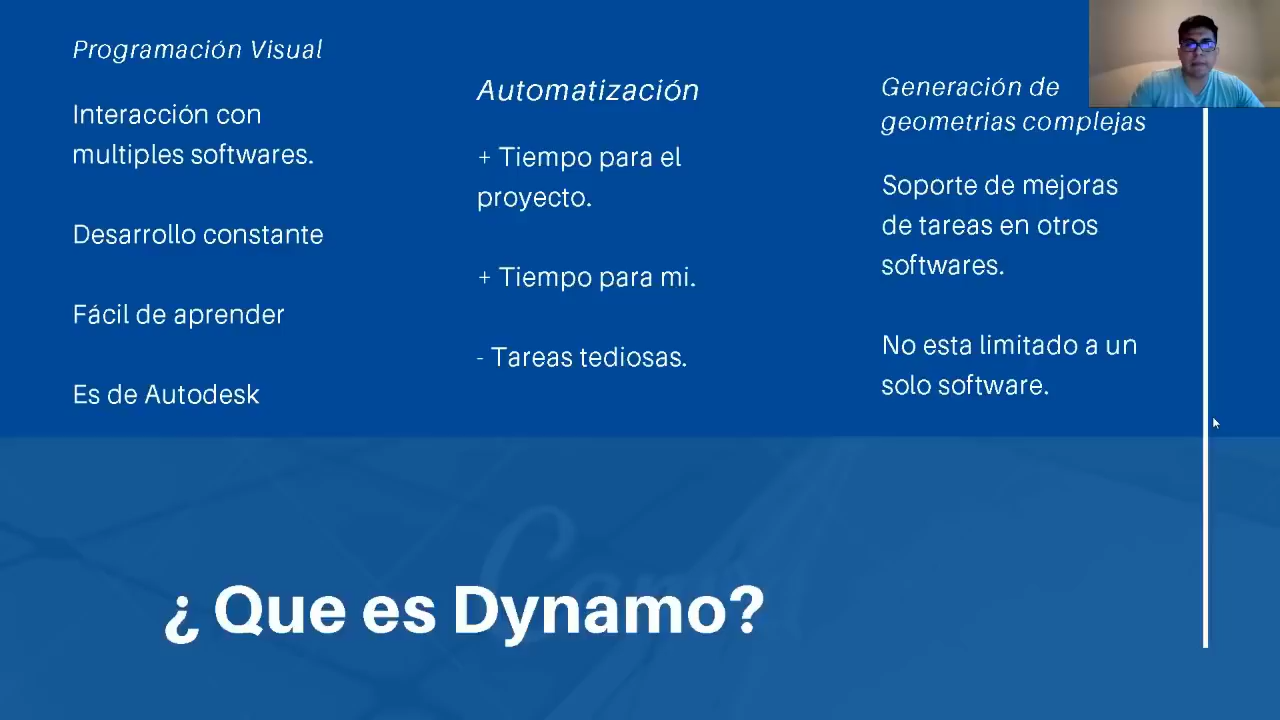 Programación Visual
Interacción con
multiples softwares.
Desarrollo constante
Fácil de aprender
Es de Autodesk
Automatización
+ Tiempo para el
proyecto.
+ Tiempo para mi.
- Tareas tediosas.
Generación de
geometrias complejas
Soporte de mejoras
de tareas en otros
softwares.
No esta limitado a un
solo software.
¿ Que es Dynamo?
Canva